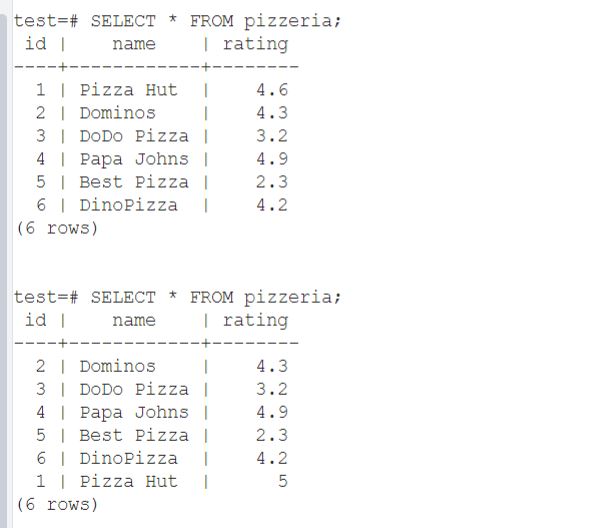 test=# SELECT * FROM pizzeria;
 id |    name     | rating
----+-------------+--------
  1 | Pizza Hut   |    4.6
  2 | Dominos     |    4.3
  3 | DoDo Pizza  |    3.2
  4 | Papa Johns  |    4.9
  5 | Best Pizza  |    2.3
  6 | DinoPizza   |    4.2
(6 rows)
test=# SELECT * FROM pizzeria;
 id |    name     | rating
----+-------------+--------
  2 | Dominos     |    4.3
  3 | DoDo Pizza  |    3.2
  4 | Papa Johns  |    4.9
  5 | Best Pizza  |    2.3
  6 | DinoPizza   |    4.2
  1 | Pizza Hut   |      5
(6 rows)